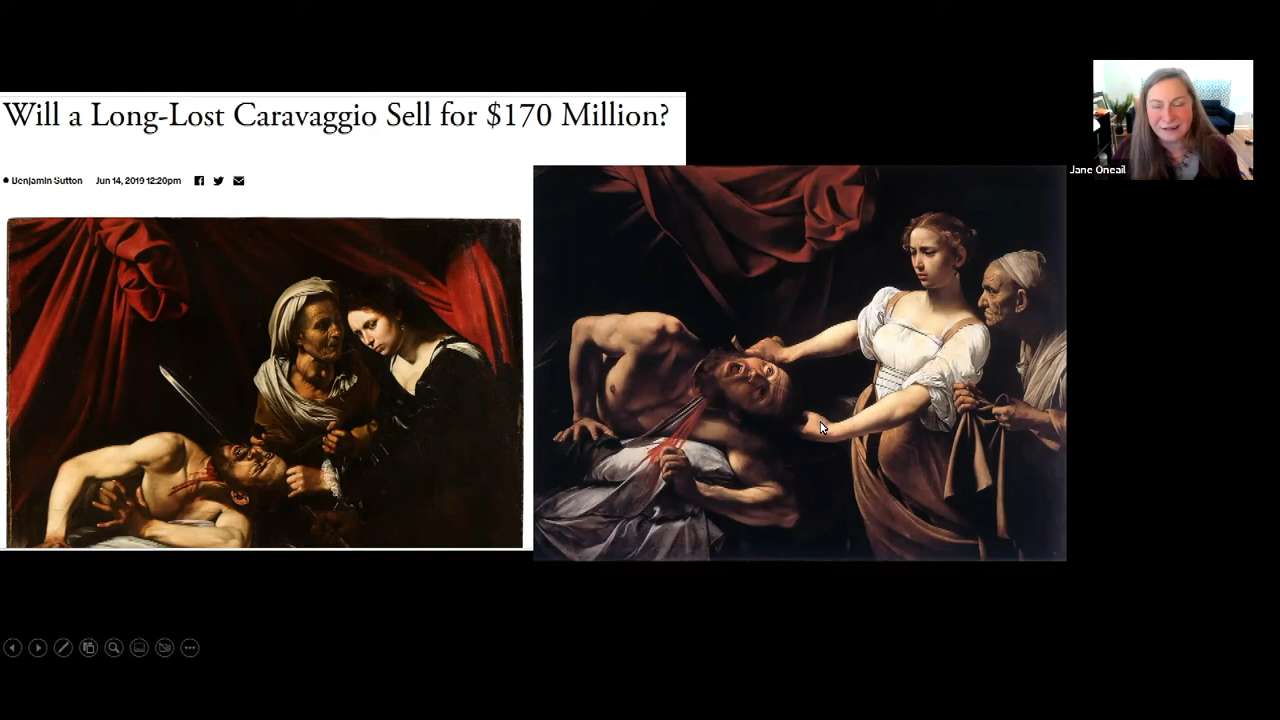 Will a Long-Lost Caravaggio Sell for $170 Million?
Benjamin Sutton Jun 14, 2019 12:20pm
Jane Oneail